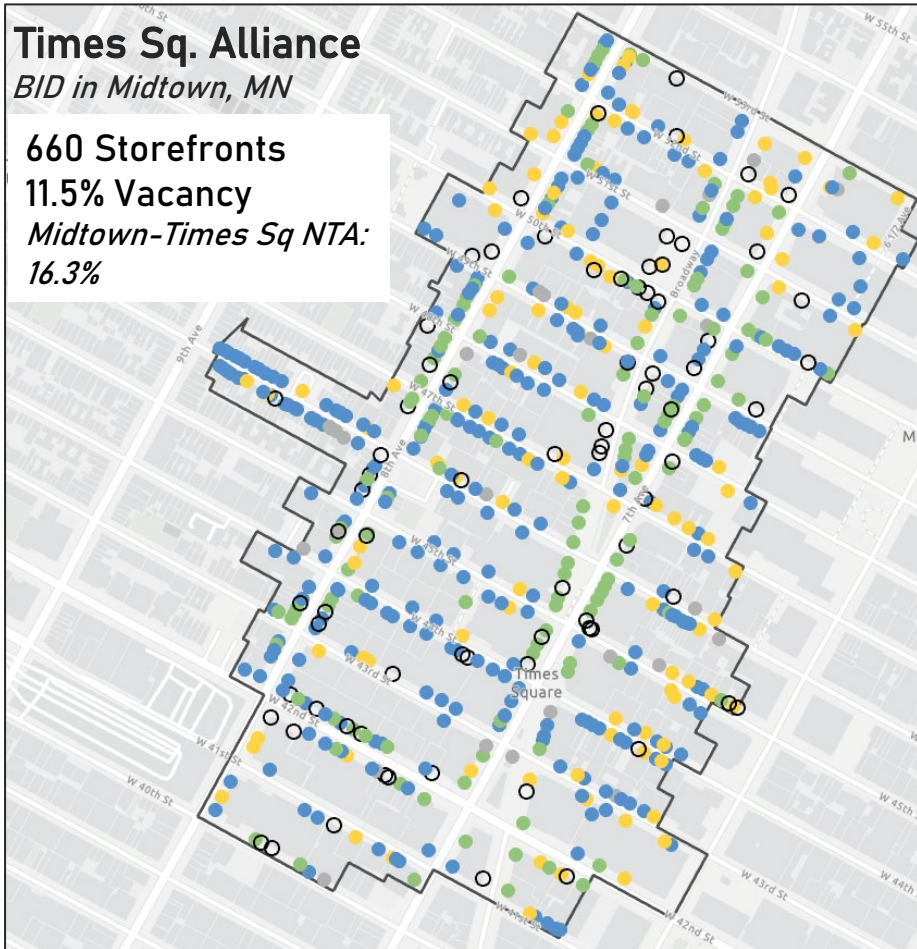 Times Sq. Alliance
BID in Midtown, MN
660 Storefronts
11.5% Vacancy
Midtown-Times Sq NTA:
16.3%
W 55th St
W 53rd St
W 52nd St
W 51st St
W 50th St
W 49th St
W 48th St
W 47th St
W 45th St
W 44th St
W 43rd St
W 42nd St
W 41st St
W 40th St
9th Ave
8th Ave
Broadway
7th Ave
6 1/2 Ave
Times
Square
M
W 45th St
W 44th St
W 43rd St
W 42nd St
W 41st St